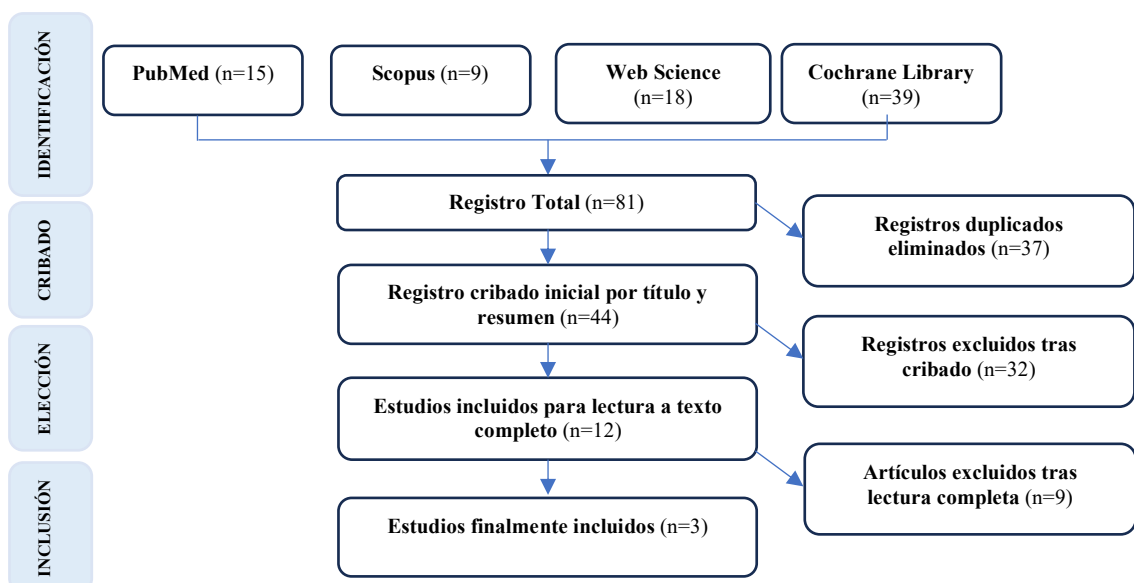 IDENTIFICACIÓN
PubMed (n=15)
Scopus (n=9)
Web Science
(n=18)
Cochrane Library
(n=39)
Registro Total (n=81)
CRIBADO
Registros duplicados
eliminados (n=37)
Registro cribado inicial por título y
resumen (n=44)
ELECCIÓN
Registros excluidos tras
cribado (n=32)
Estudios incluidos para lectura a texto
completo (n=12)
INCLUSIÓN
Artículos excluidos tras
lectura completa (n=9)
Estudios finalmente incluidos (n=3)